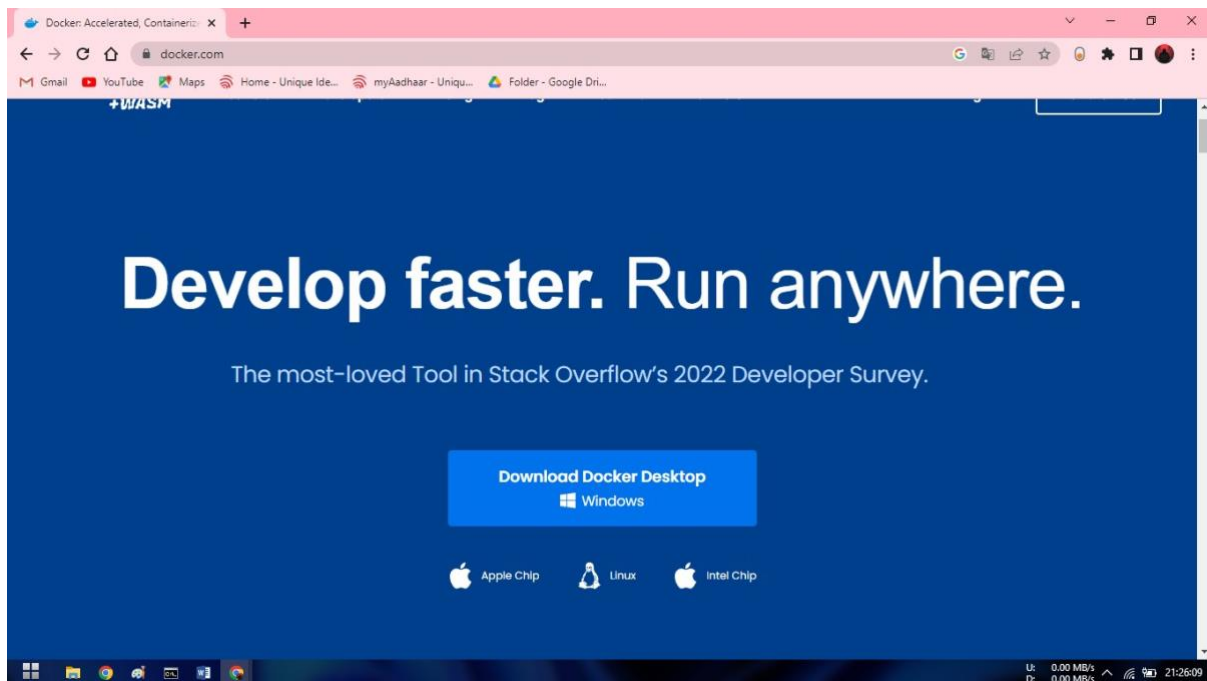 Docker: Accelerated, Containeriz
docker.com
Gmail YouTube Maps Home - Unique Ide... myAadhaar - Uniqu... Folder - Google Dri...
+WASM
Develop faster. Run anywhere.
The most-loved Tool in Stack Overflow's 2022 Developer Survey.
Download Docker Desktop
Windows
Apple Chip Linux Intel Chip
U: 0.00 MB/s
D: 0.00 MB/s
21:26:09